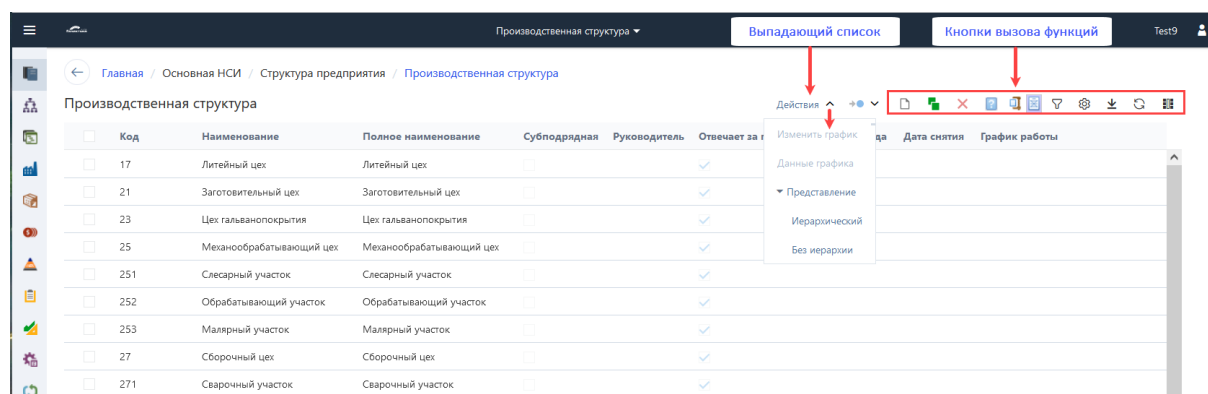 Производственная структура
Выпадающий список
Кнопки вызова функций
Test9
Главная / Основная НСИ / Структура предприятия / Производственная структура
Производственная структура
Действия
Код Наименование Полное наименование Субподрядная Руководитель Отвечает за Дата снятия График работы
17 Литейный цех Литейный цех
21 Заготовительный цех Заготовительный цех
23 Цех гальванопокрытия Цех гальванопокрытия
25 Механообрабатывающий цех Механообрабатывающий цех
251 Слесарный участок Слесарный участок
252 Обрабатывающий участок Обрабатывающий участок
253 Малярный участок Малярный участок
27 Сборочный цех Сборочный цех
271 Сварочный участок Сварочный участок
Изменить график
Данные графика
Представление
Иерархический
Без иерархии